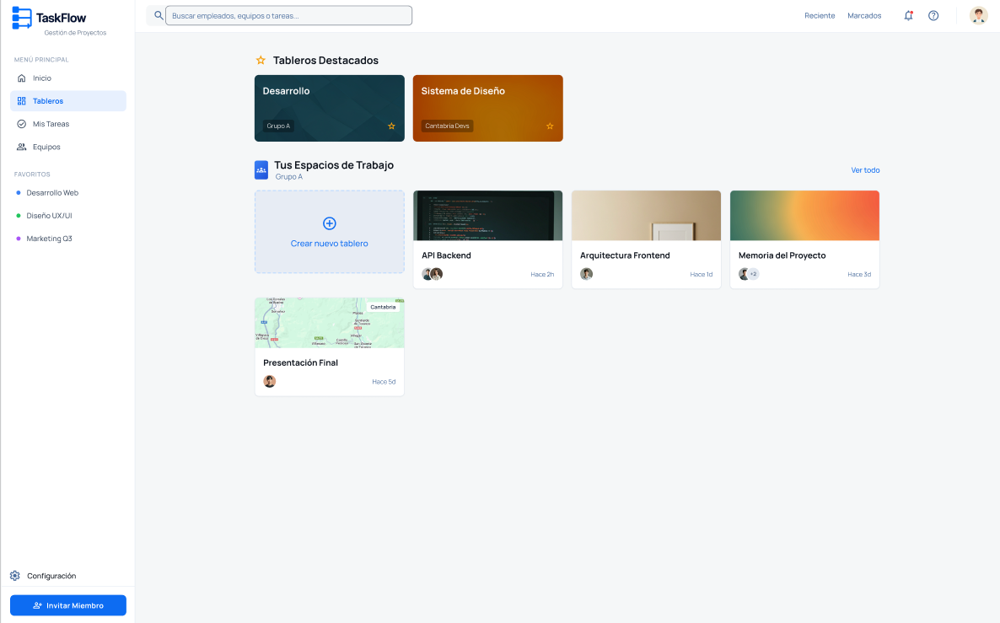 TaskFlow
Gestión de Proyectos
MENÚ PRINCIPAL
Inicio
Tableros
Mis Tareas
Equipos
FAVORITOS
Desarrollo Web
Diseño UX/UI
Marketing Q3
Configuración
Invitar Miembro
Buscar empleados, equipos o tareas...
Reciente
Marcados
Tableros Destacados
Desarrollo
Grupo A
Sistema de Diseño
Cantabria Devs
Tus Espacios de Trabajo
Grupo A
Ver todo
Crear nuevo tablero
API Backend
Hace 2h
Arquitectura Frontend
Hace 1d
Memoria del Proyecto
+2
Hace 3d
Cantabria
Presentación Final
Hace 5d